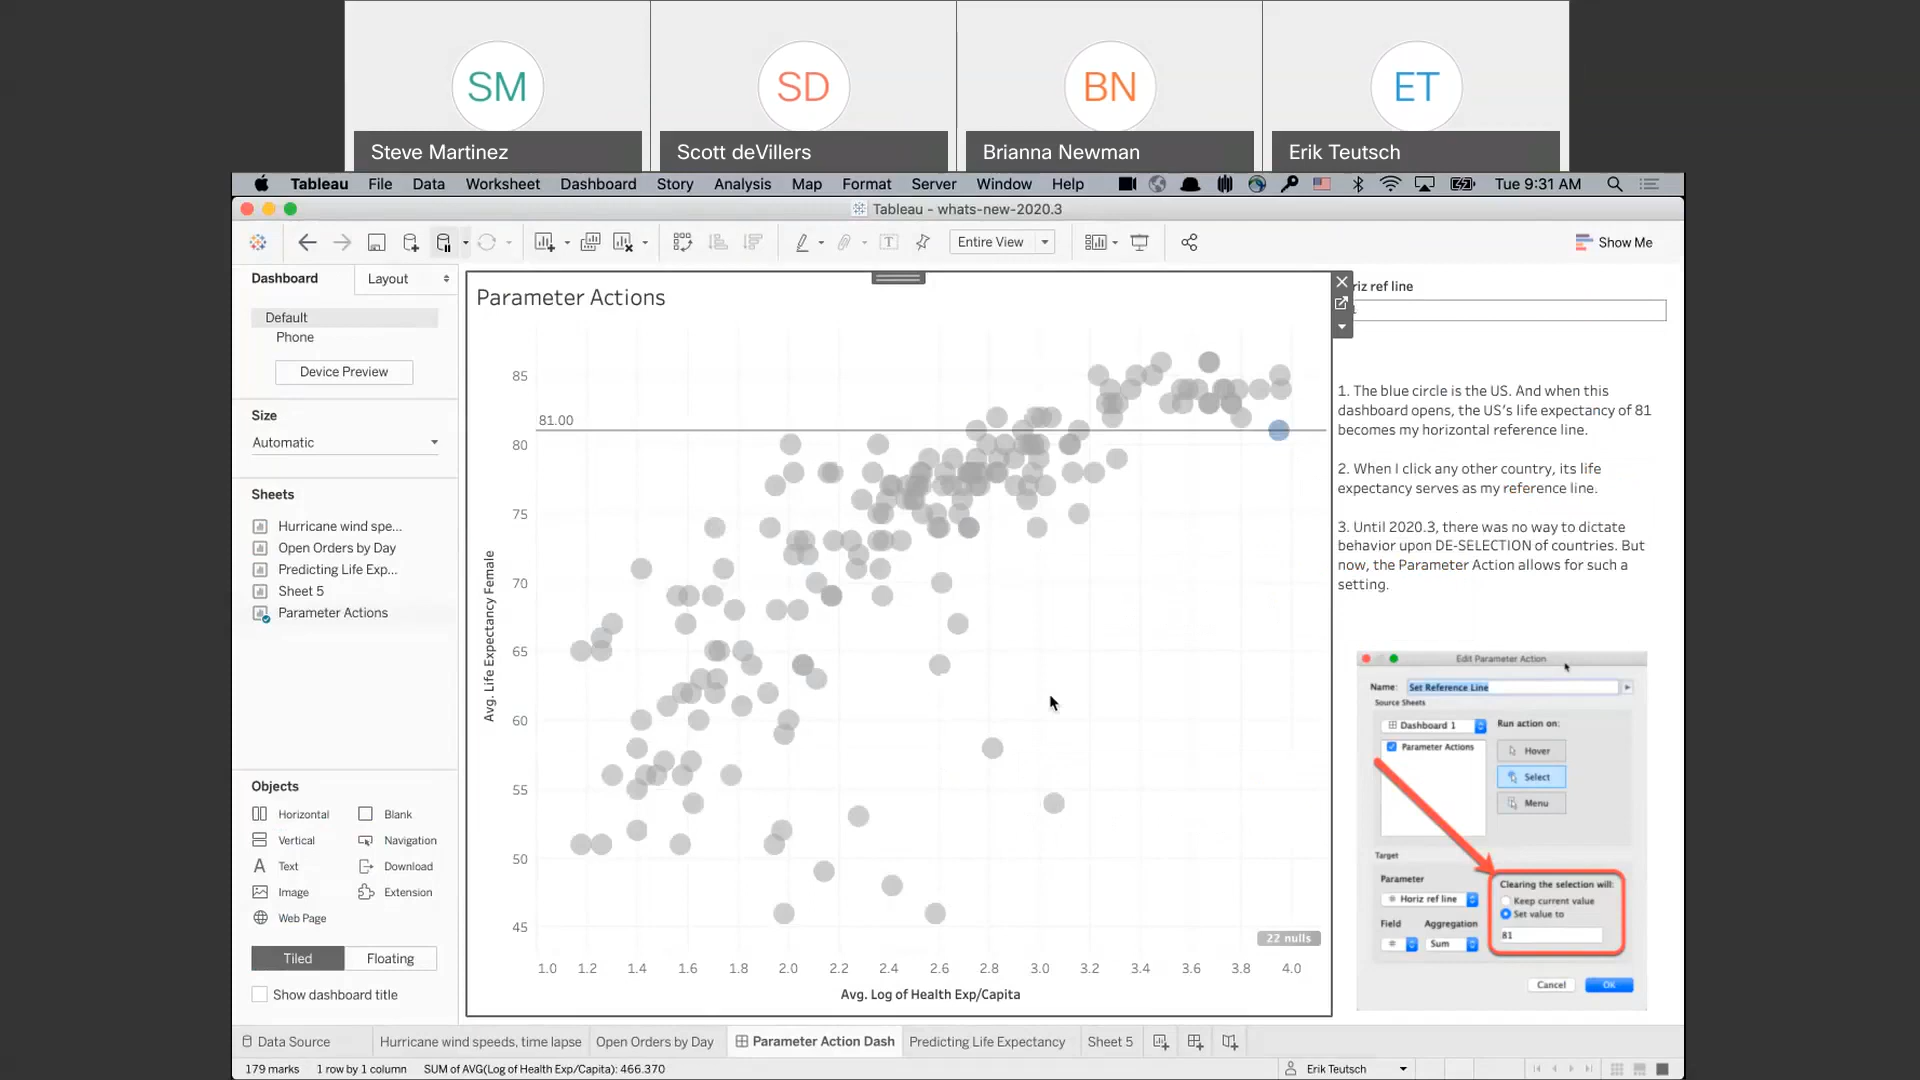 SM
SD
BN
ET
Steve Martinez
Scott deVillers
Brianna Newman
Erik Teutsch
Tableau File Data Worksheet Dashboard Story Analysis Map Format Server Window Help Tue 9:31 AM
Tableau - whats-new-2020.3
Entire View
Show Me
Dashboard
Layout
Default
Phone
Device Preview
Size
Automatic
Sheets
Hurricane wind spe...
Open Orders by Day
Predicting Life Exp...
Sheet 5
Parameter Actions
Objects
Horizontal Blank
Vertical Navigation
Text Download
Image Extension
Web Page
Tiled Floating
Show dashboard title
Parameter Actions
81.00
85
80
75
70
65
60
55
50
45
Avg. Life Expectancy Female
22 nulls
1.0 1.2 1.4 1.6 1.8 2.0 2.2 2.4 2.6 2.8 3.0 3.2 3.4 3.6 3.8 4.0
Avg. Log of Health Exp/Capita
riz ref line
1. The blue circle is the US. And when this
dashboard opens, the US's life expectancy of 81
becomes my horizontal reference line.
2. When I click any other country, its life
expectancy serves as my reference line.
3. Until 2020.3, there was no way to dictate
behavior upon DE-SELECTION of countries. But
now, the Parameter Action allows for such a
setting.
Edit Parameter Action
Name: Set Reference Line
Source Sheets
Dashboard 1
Run action on:
Parameter Actions
Hover
Select
Menu
Target
Parameter
Horiz ref line
Field Aggregation
Sum
Clearing the selection will:
Keep current value
Set value to
81
Cancel OK
Data Source Hurricane wind speeds, time lapse Open Orders by Day Parameter Action Dash Predicting Life Expectancy Sheet 5
179 marks 1 row by 1 column SUM of AVG(Log of Health Exp/Capita): 466.370 Erik Teutsch